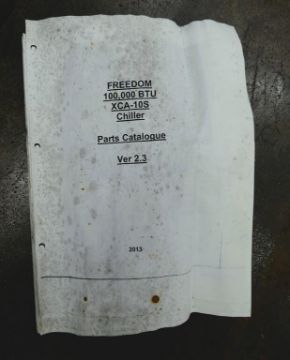 FREEDOM
100.000 BTU
XCA-10S
Chiller
Parts Catalogue
Ver 2.3
2013